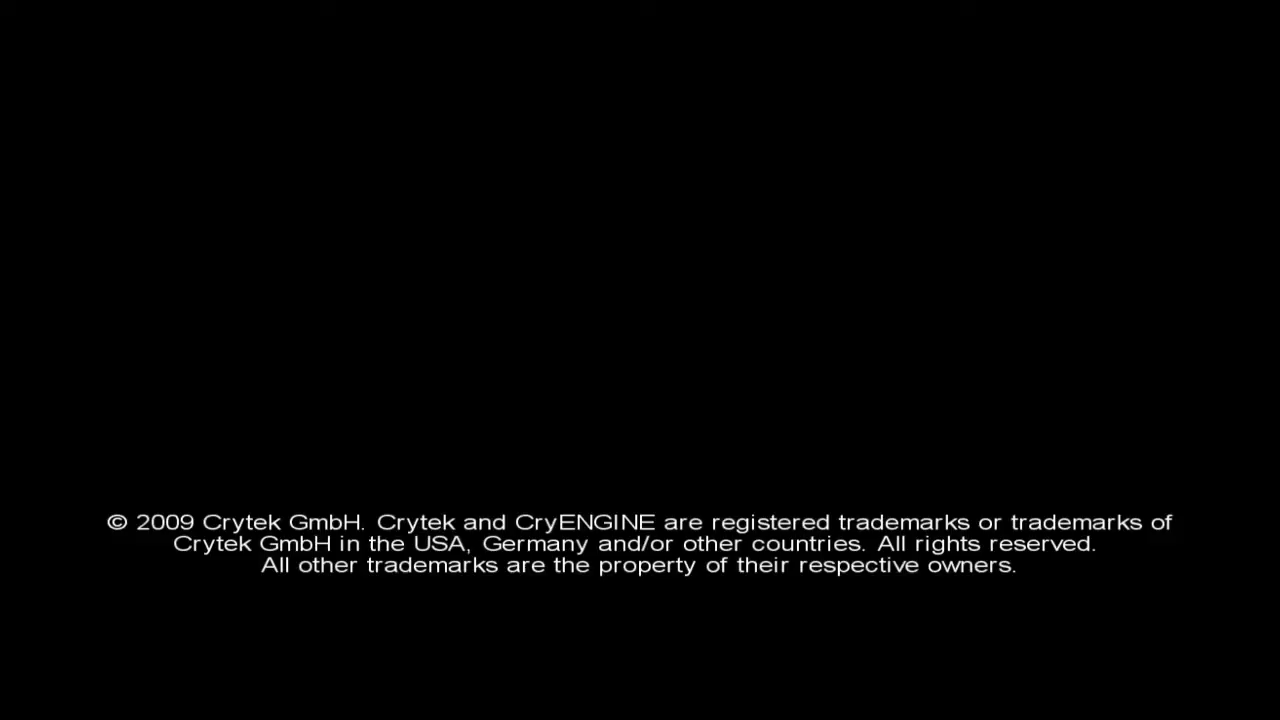 © 2009 Crytek GmbH. Crytek and CryENGINE are registered trademarks or trademarks of
Crytek GmbH in the USA, Germany and/or other countries. All rights reserved.
All other trademarks are the property of their respective owners.